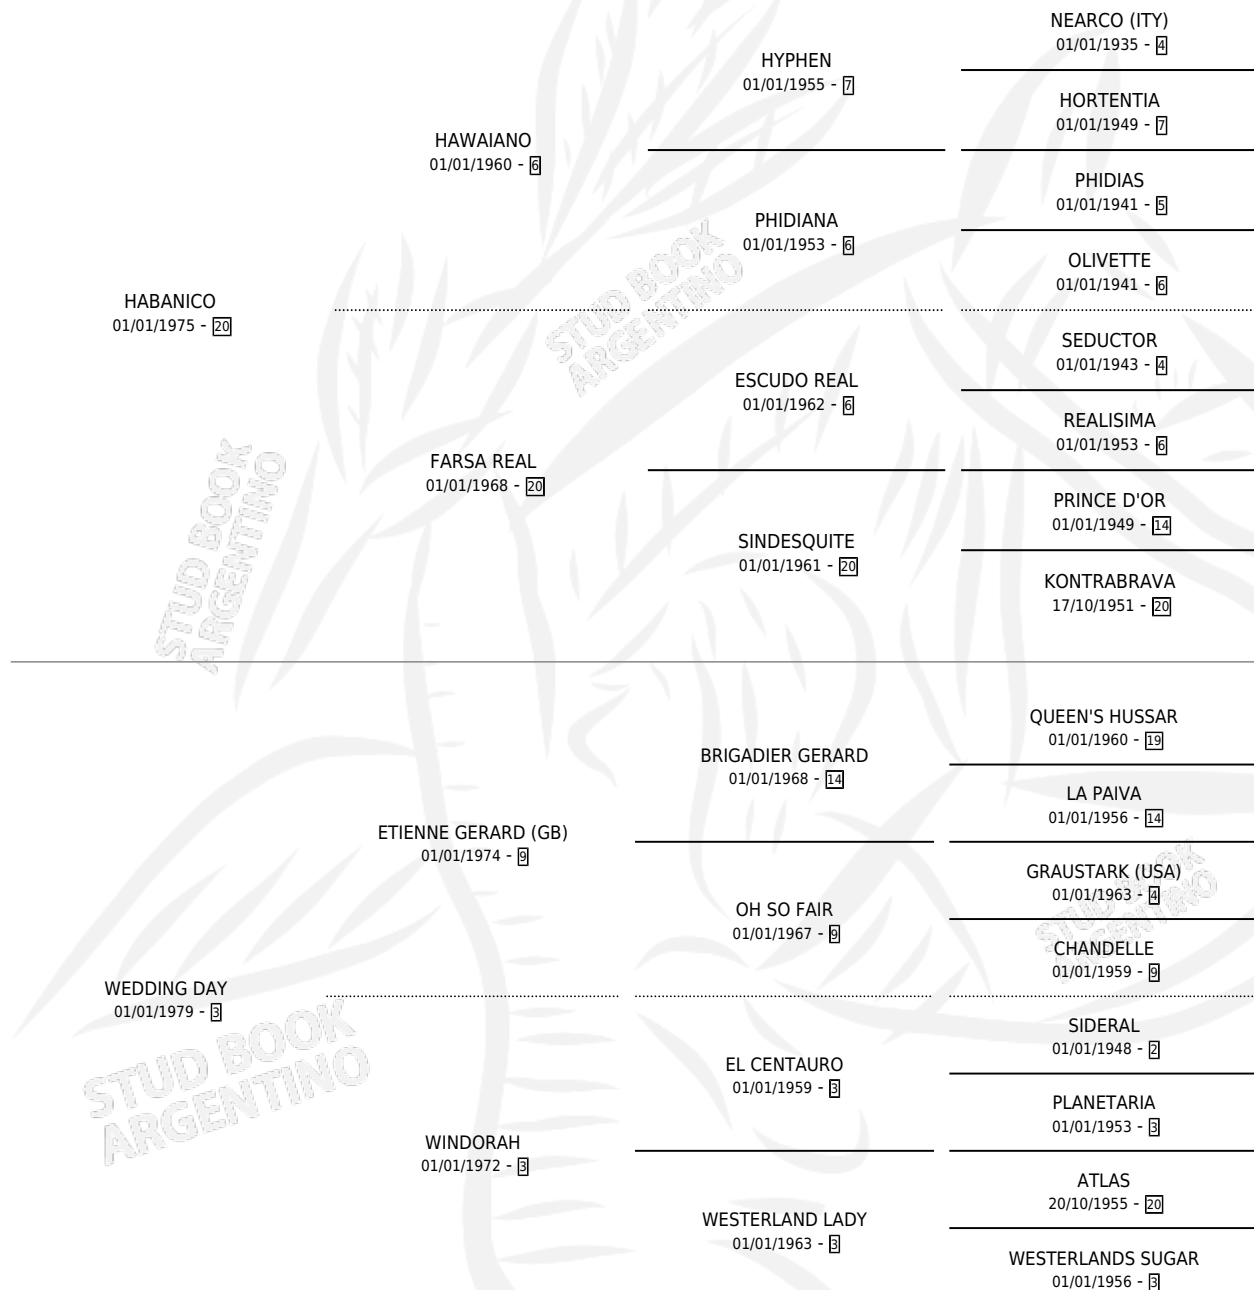 NEARCO (ITY)
01/01/1935 - 4
HYPHEN
01/01/1955 - 7
HORTENTIA
01/01/1949 - 7
HAWAIANO
01/01/1960 - 6
PHIDIAS
01/01/1941 - 5
PHIDIANA
01/01/1953 - 6
OLIVETTE
01/01/1941 - 6
HABANICO
01/01/1975 - 20
STUD BOOK
ARGENTINO
SEDUCTOR
01/01/1943 - 4
ESCUDO REAL
01/01/1962 - 6
REALISIMA
01/01/1953 - 6
FARSA REAL
01/01/1968 - 20
PRINCE D'OR
01/01/1949 - 14
SINDESQUITE
01/01/1961 - 20
KONTRABRAVA
17/10/1951 - 20
STUD BOOK
ARGENTINO
QUEEN'S HUSSAR
01/01/1960 - 19
BRIGADIER GERARD
01/01/1968 - 14
LA PAIVA
01/01/1956 - 14
ETIENNE GERARD (GB)
01/01/1974 - 9
GRAUSTARK (USA)
01/01/1963 - 4
OH SO FAIR
01/01/1967 - 9
CHANDELLE
01/01/1959 - 9
STUD BOOK
ARGENTINO
WEDDING DAY
01/01/1979 - 3
SIDERAL
01/01/1948 - 2
EL CENTAURO
01/01/1959 - 3
PLANETARIA
01/01/1953 - 3
STUD BOOK
ARGENTINO
WINDORAH
01/01/1972 - 3
ATLAS
20/10/1955 - 20
WESTERLAND LADY
01/01/1963 - 3
WESTERLANDS SUGAR
01/01/1956 - 3